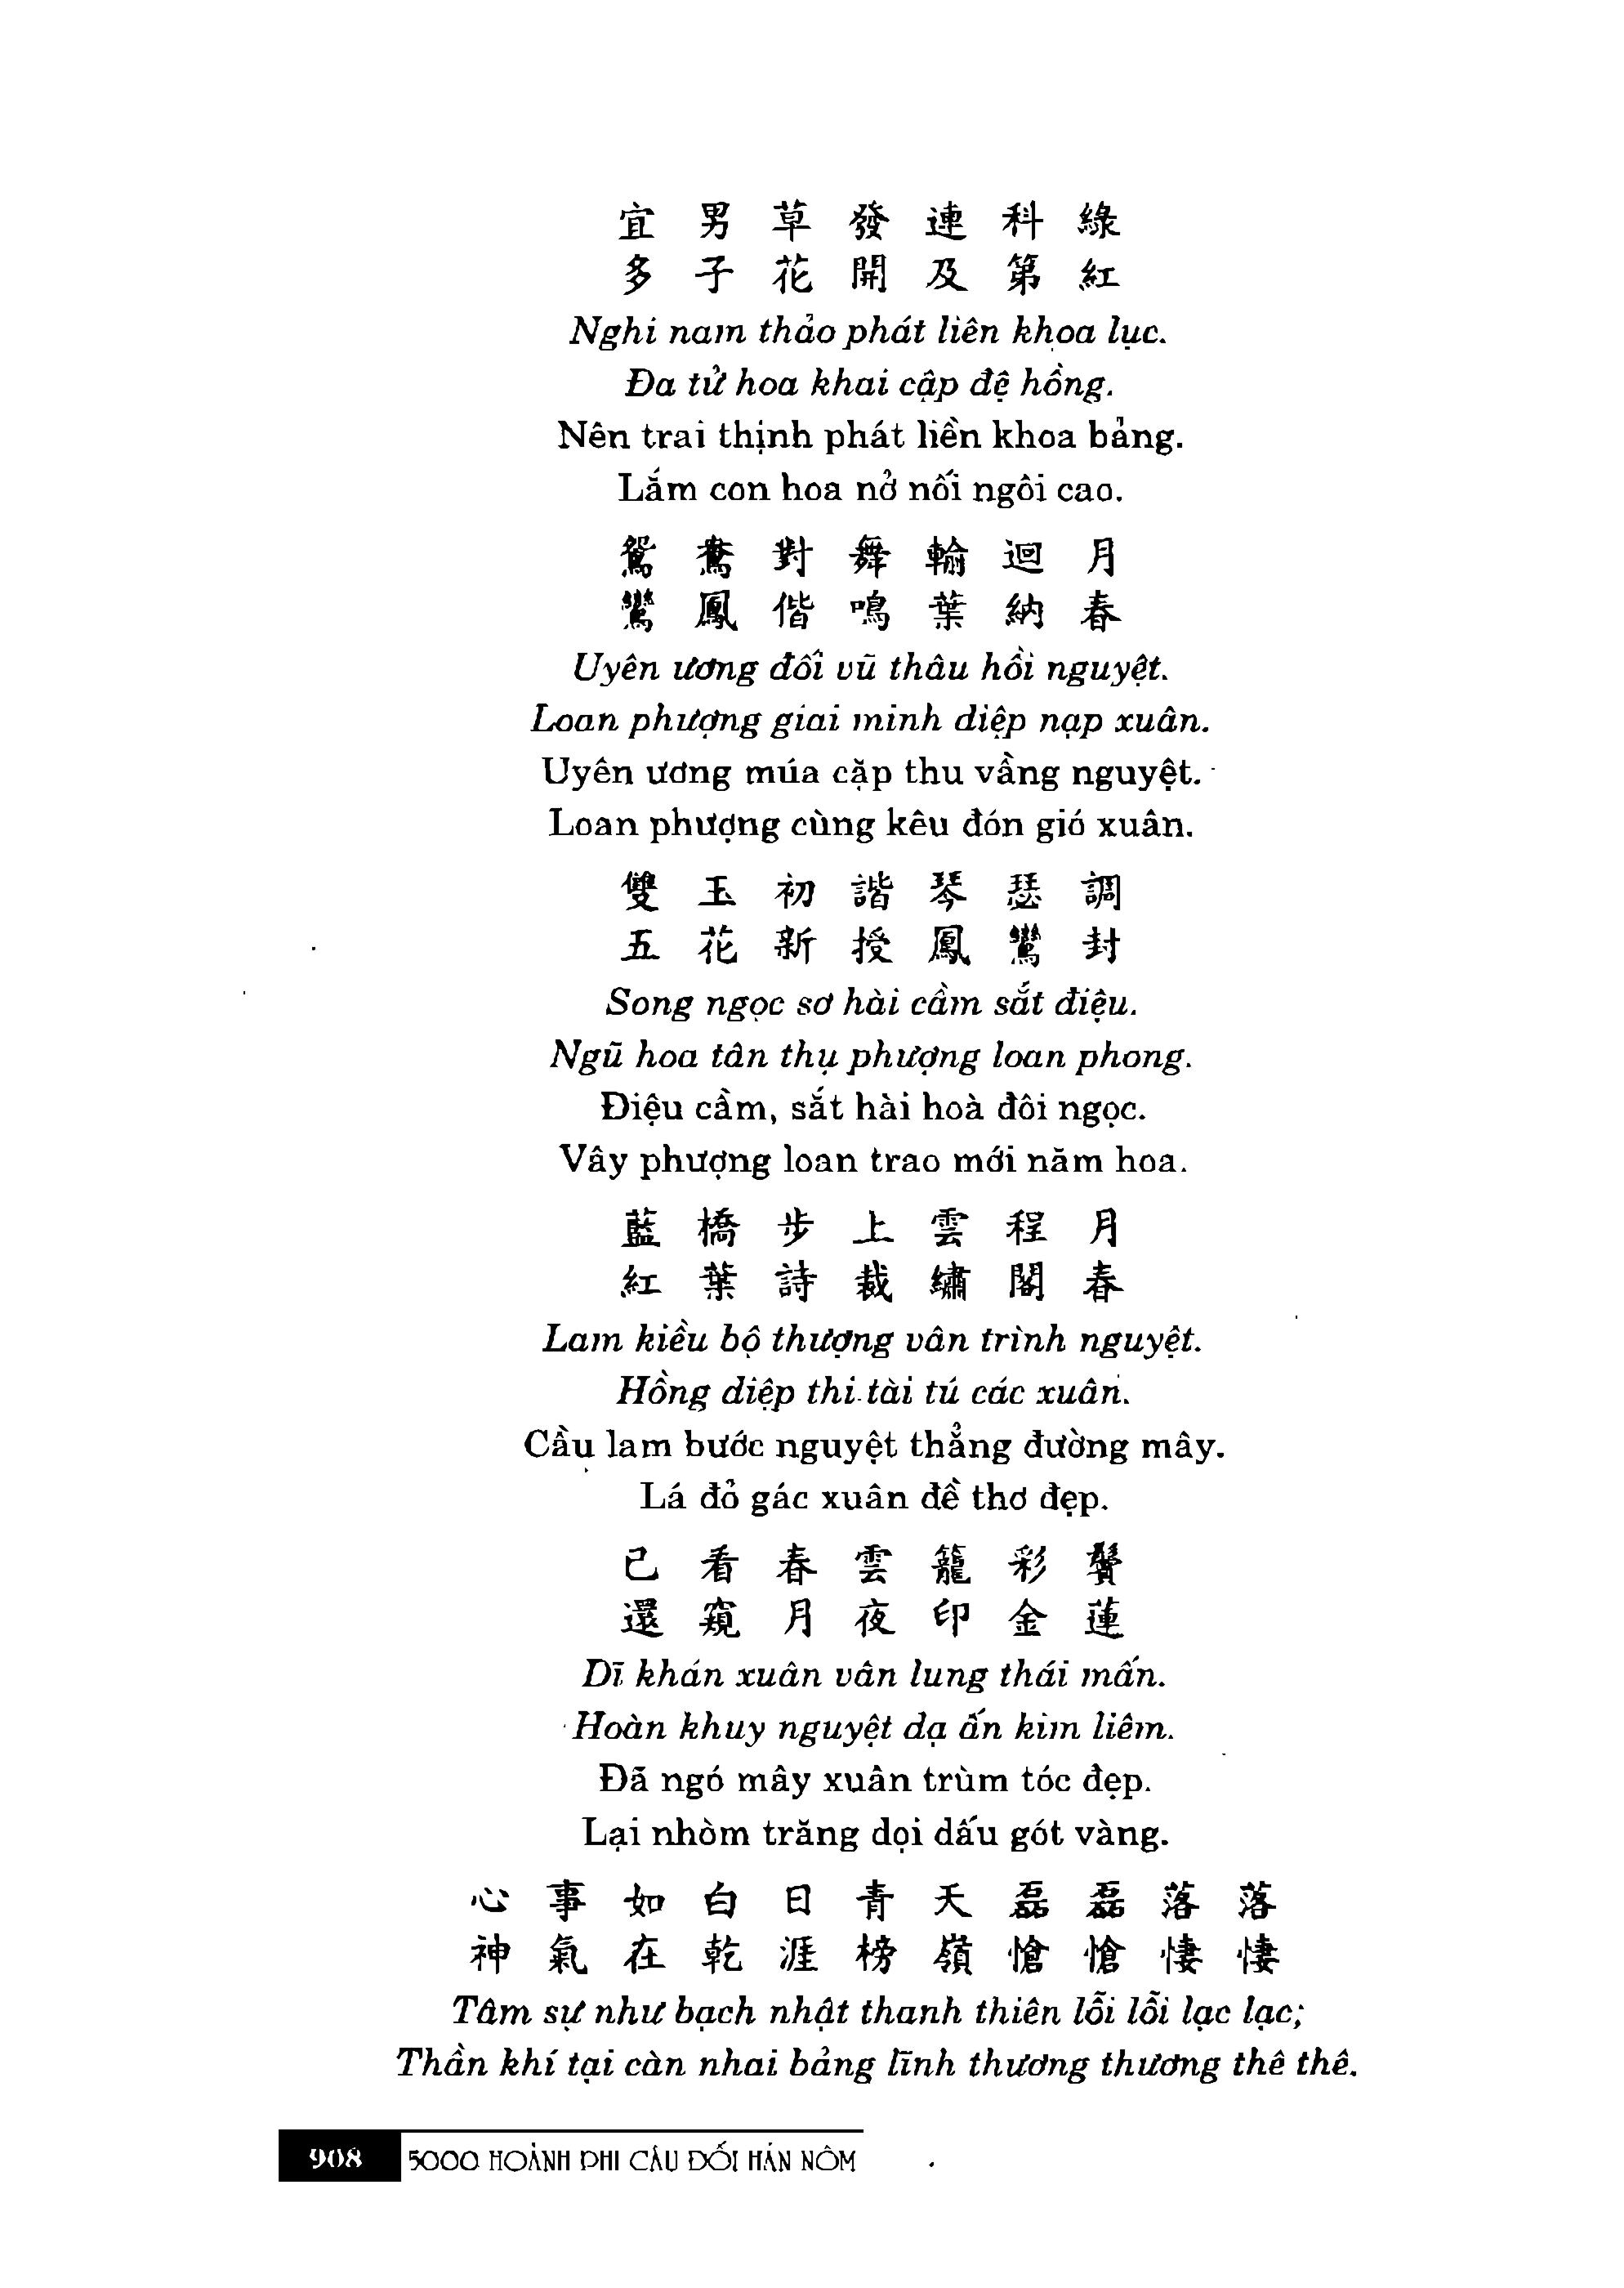 宜男草發連科綠
多子花開及第紅
Nghi nam thảo phát liên khoa lục.
Đa tử hoa khai cập đệ hồng.
Nên trai thịnh phát liền khoa bảng.
Lắm con hoa nở nối ngôi cao.
鴛鴦對舞輸迴月
鸞鳳偕鳴葉納春
Uyên ương đối vũ thâu hồi nguyệt.
Loan phượng giai minh diệp nạp xuân.
Uyên ương múa cặp thu vầng nguyệt.
Loan phượng cùng kêu đón gió xuân.
雙玉初諧琴瑟調
五花新授鳳鸞封
Song ngọc sơ hài cầm sắt điệu.
Ngũ hoa tân thụ phượng loan phong.
Điệu cầm, sắt hài hoà đôi ngọc.
Vây phượng loan trao mới năm hoa.
藍橋步上雲程月
紅葉詩裁繡閣春
Lam kiều bộ thượng vân trình nguyệt.
Hồng diệp thi tài tú các xuân.
Cầu lam bước nguyệt thẳng đường mây.
Lá đỏ gác xuân đề thơ đẹp.
已看春雲籠彩鬢
還窺月夜印金蓮
Dĩ khán xuân vân lung thái mấn.
Hoàn khuy nguyệt dạ ấn kim liêm.
Đã ngó mây xuân trùm tóc đẹp.
Lại nhòm trăng dọi dấu gót vàng.
心事如白日青天磊磊落落
神氣在乾涯榜嶺愴愴悽悽
Tâm sự như bạch nhật thanh thiên lỗi lỗi lạc lạc;
Thần khí tại càn nhai bảng lĩnh thương thương thê thê.
908 5000 HOÀNH PHI CÂU ĐỐI HÁN NÔM